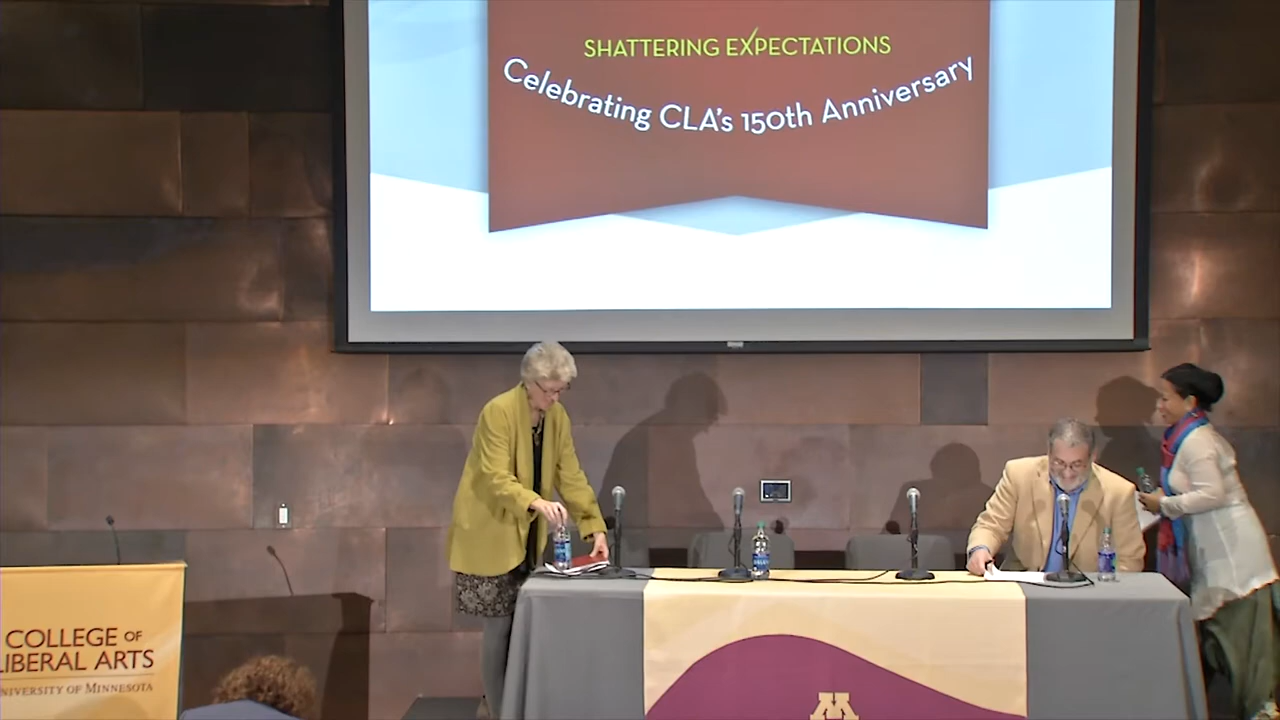 SHATTERING EXPECTATIONS
Celebrating CLA's 150th Anniversary
COLLEGE OF
LIBERAL ARTS
UNIVERSITY OF MINNESOTA
M